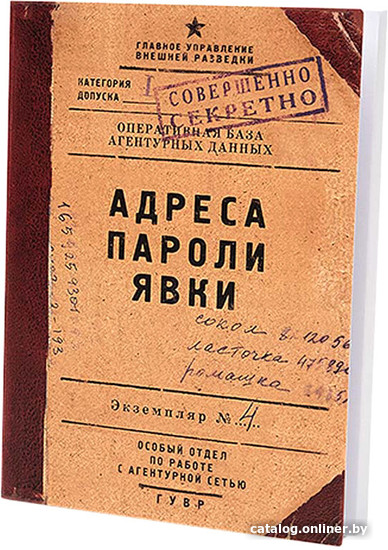 ГЛАВНОЕ УПРАВЛЕНИЕ
ВНЕШНЕЙ РАЗВЕДКИ
КАТЕГОРИЯ
ДОПУСКА I
СОВЕРШЕННО
СЕКРЕТНО
ОПЕРАТИВНАЯ БАЗА
АГЕНТУРНЫХ ДАННЫХ
АДРЕСА
ПАРОЛИ
ЯВКИ
сокол
ласточка
ромашка
Экземпляр № 4
ОСОБЫЙ ОТДЕЛ
ПО РАБОТЕ
С АГЕНТУРНОЙ СЕТЬЮ
ГУВР
catalog.onliner.by